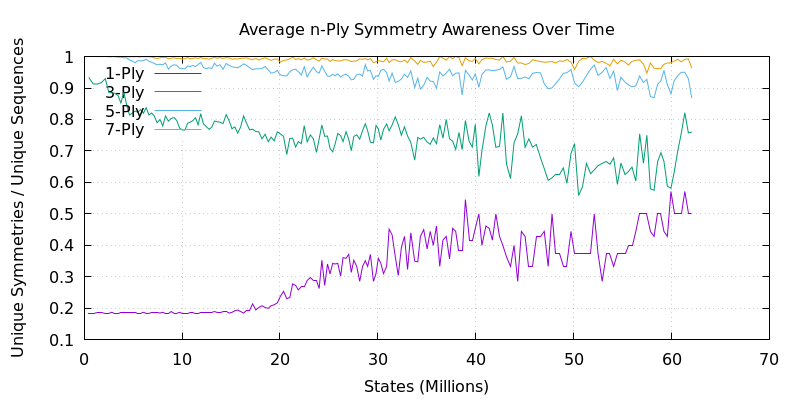 Average n-Ply Symmetry Awareness Over Time
Unique Symmetries / Unique Sequences
1
0.9
0.8
0.7
0.6
0.5
0.4
0.3
0.2
0.1
1-Ply
3-Ply
5-Ply
7-Ply
0 10 20 30 40 50 60 70
States (Millions)